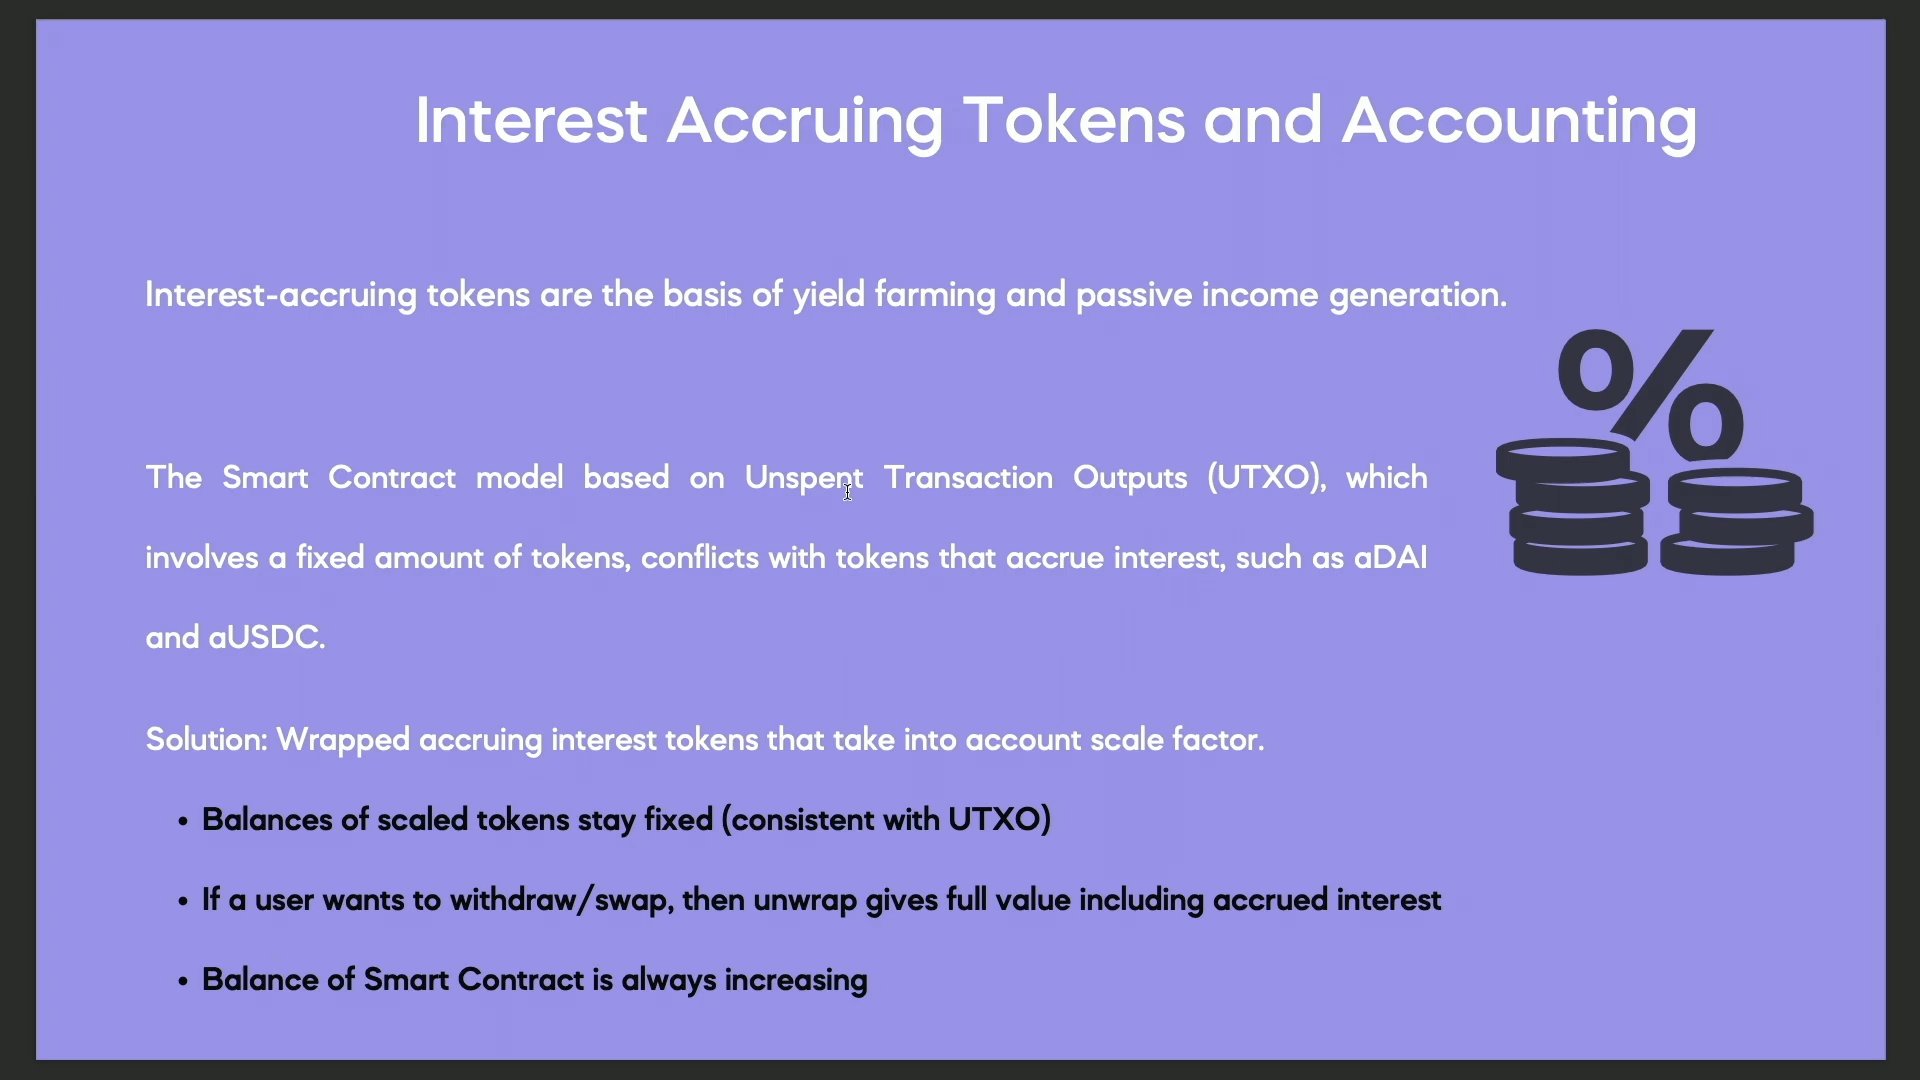 Interest Accruing Tokens and Accounting
Interest-accruing tokens are the basis of yield farming and passive income generation.
%
The Smart Contract model based on Unspent Transaction Outputs (UTXO), which
involves a fixed amount of tokens, conflicts with tokens that accrue interest, such as aDAI
and aUSDC.
Solution: Wrapped accruing interest tokens that take into account scale factor.
• Balances of scaled tokens stay fixed (consistent with UTXO)
• If a user wants to withdraw/swap, then unwrap gives full value including accrued interest
• Balance of Smart Contract is always increasing